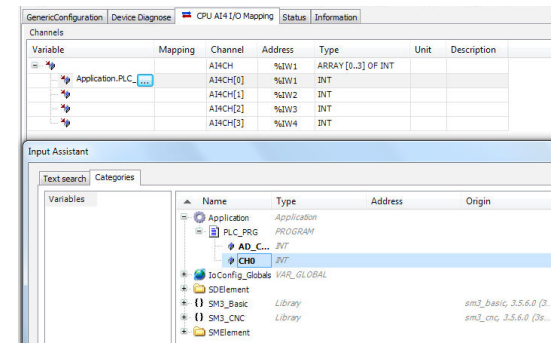 GenericConfiguration Device Diagnose CPU AI4 I/O Mapping Status Information
Channels
Variable Mapping Channel Address Type Unit Description
AI4CH %IW1 ARRAY [0..3] OF INT
Application.PLC_ ... AI4CH[0] %IW1 INT
AI4CH[1] %IW2 INT
AI4CH[2] %IW3 INT
AI4CH[3] %IW4 INT
Input Assistant
Text search Categories
Variables
Name Type Address Origin
Application Application
PLC_PRG PROGRAM
AD_C... INT
CH0 INT
IoConfig_Globals VAR_GLOBAL
SDElement
SM3_Basic Library sm3_basic, 3.5.6.0 (3...
SM3_CNC Library sm3_cnc, 3.5.6.0 (3s...
SMElement